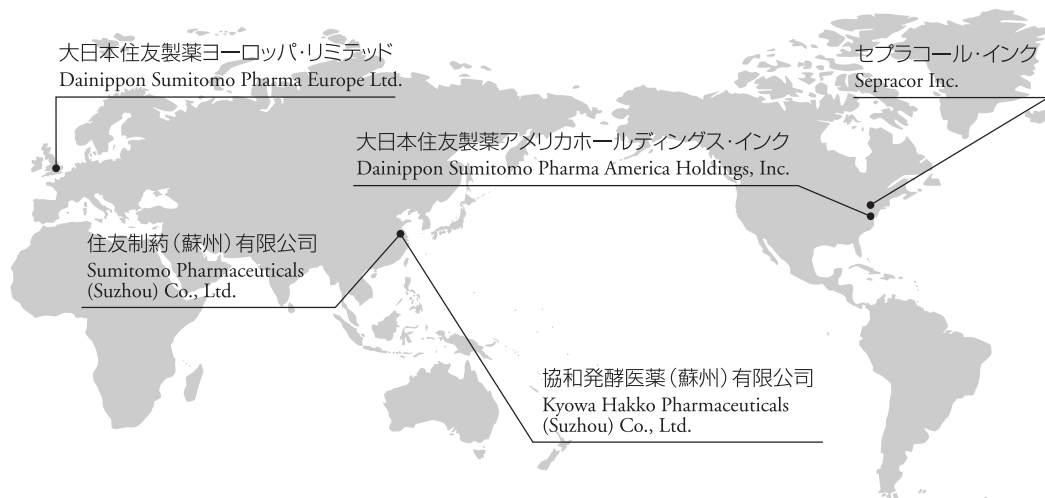 大日本住友製薬ヨーロッパ・リミテッド
Dainippon Sumitomo Pharma Europe Ltd.
セプラコール・インク
Sepracor Inc.
大日本住友製薬アメリカホールディングス・インク
Dainippon Sumitomo Pharma America Holdings, Inc.
住友制葯（蘇州）有限公司
Sumitomo Pharmaceuticals
(Suzhou) Co., Ltd.
協和発酵医薬（蘇州）有限公司
Kyowa Hakko Pharmaceuticals
(Suzhou) Co., Ltd.